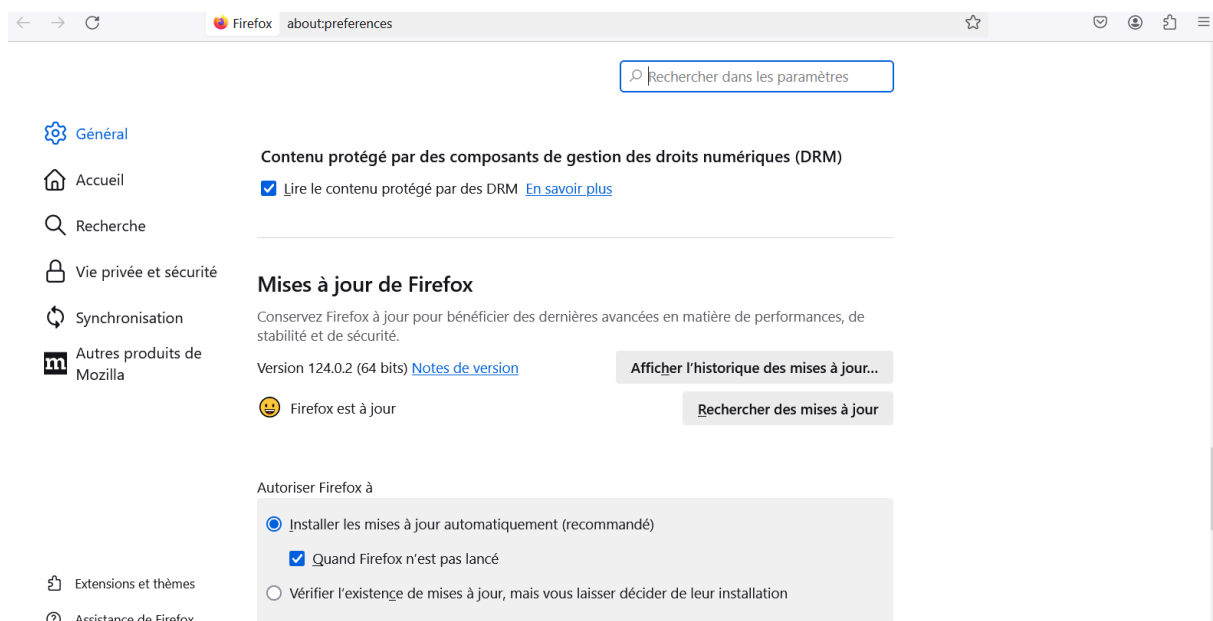 Firefox about:preferences
Rechercher dans les paramètres
Général
Accueil
Recherche
Vie privée et sécurité
Synchronisation
Autres produits de
Mozilla
Extensions et thèmes
Assistance de Firefox
Contenu protégé par des composants de gestion des droits numériques (DRM)
Lire le contenu protégé par des DRM En savoir plus
Mises à jour de Firefox
Conservez Firefox à jour pour bénéficier des dernières avancées en matière de performances, de
stabilité et de sécurité.
Version 124.0.2 (64 bits) Notes de version
Afficher l’historique des mises à jour...
Firefox est à jour
Rechercher des mises à jour
Autoriser Firefox à
Installer les mises à jour automatiquement (recommandé)
Quand Firefox n’est pas lancé
Vérifier l’existence de mises à jour, mais vous laisser décider de leur installation